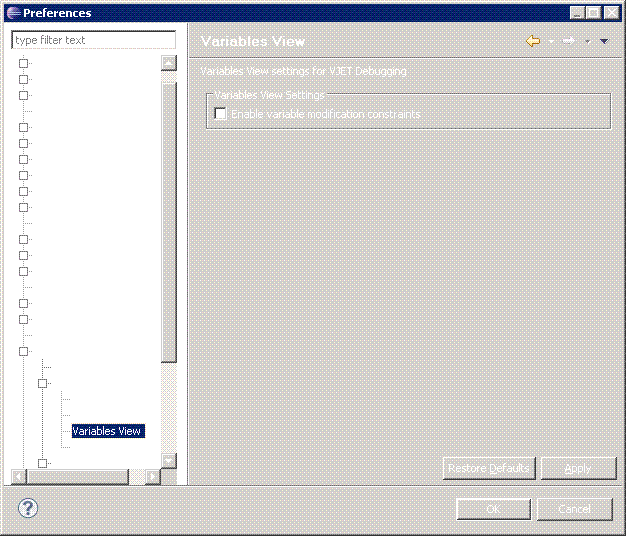 Preferences
type filter text
Variables View
Variables View settings for VJET Debugging
Variables View Settings
Enable variable modification constraints
Variables View
Restore Defaults
Apply
OK
Cancel